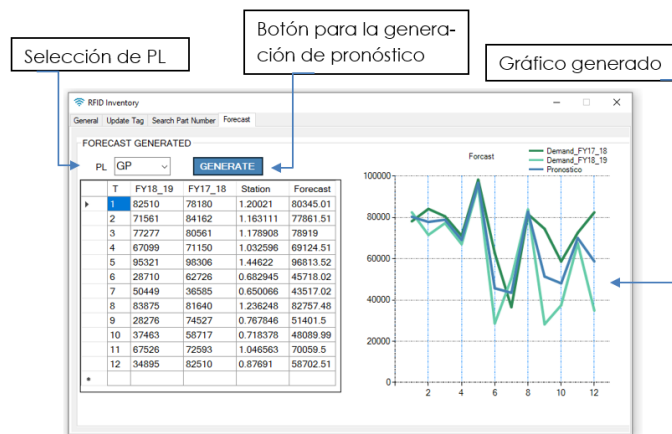 Selección de PL
Botón para la genera-
ción de pronóstico
Gráfico generado
RFID Inventory
General Update Tag Search Part Number Forecast
FORECAST GENERATED
PL GP GENERATE
T FY18_19 FY17_18 Station Forecast
1 82510 78180 1.20021 80345.01
2 71561 84162 1.163111 77861.51
3 77277 80561 1.178908 78919
4 67099 71150 1.032596 69124.51
5 95321 98306 1.44622 96813.52
6 28710 62726 0.682945 45718.02
7 50449 36585 0.650066 43517.02
8 83875 81640 1.236248 82757.48
9 28276 74527 0.767846 51401.5
10 37463 58717 0.718378 48089.99
11 67526 72593 1.046563 70059.5
12 34895 82510 0.87691 58702.51
Forcast
Demand_FY17_18
Demand_FY18_19
Pronostico
100000
80000
60000
40000
20000
0
2 4 6 8 10 12